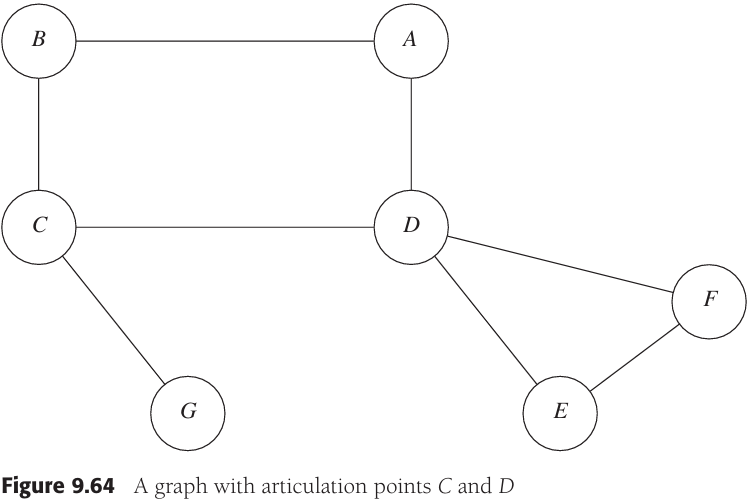 B A
C D
F
G E
Figure 9.64 A graph with articulation points C and D